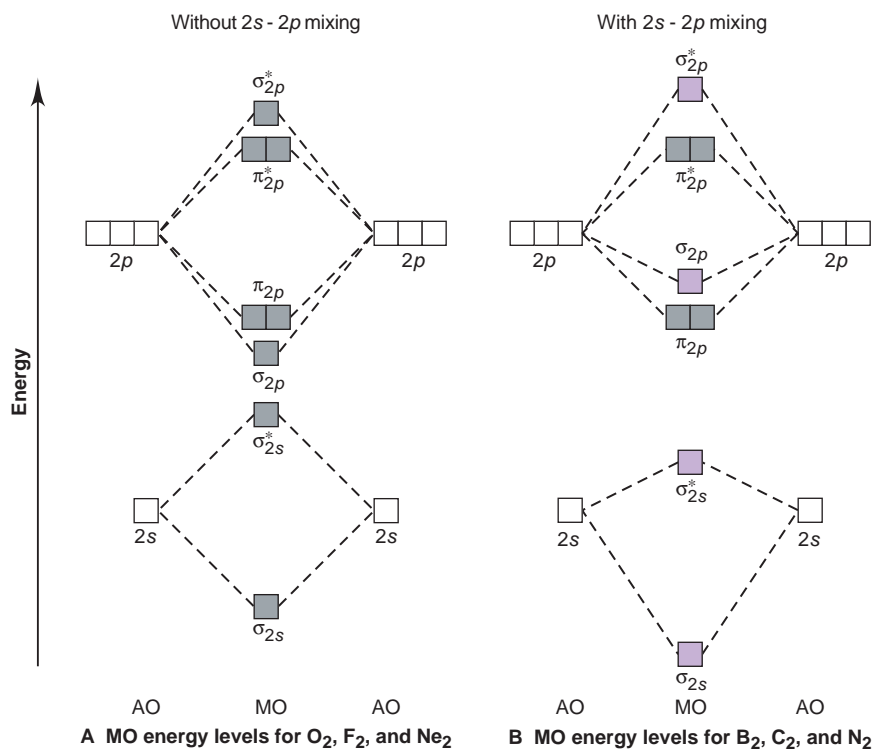 Without 2s - 2p mixing
With 2s - 2p mixing
Energy
σ*2p
π*2p
2p
2p
π2p
σ2p
σ*2s
2s
2s
σ2s
AO
MO
AO
A MO energy levels for O2, F2, and Ne2
σ*2p
π*2p
2p
2p
σ2p
π2p
σ*2s
2s
2s
σ2s
AO
MO
AO
B MO energy levels for B2, C2, and N2